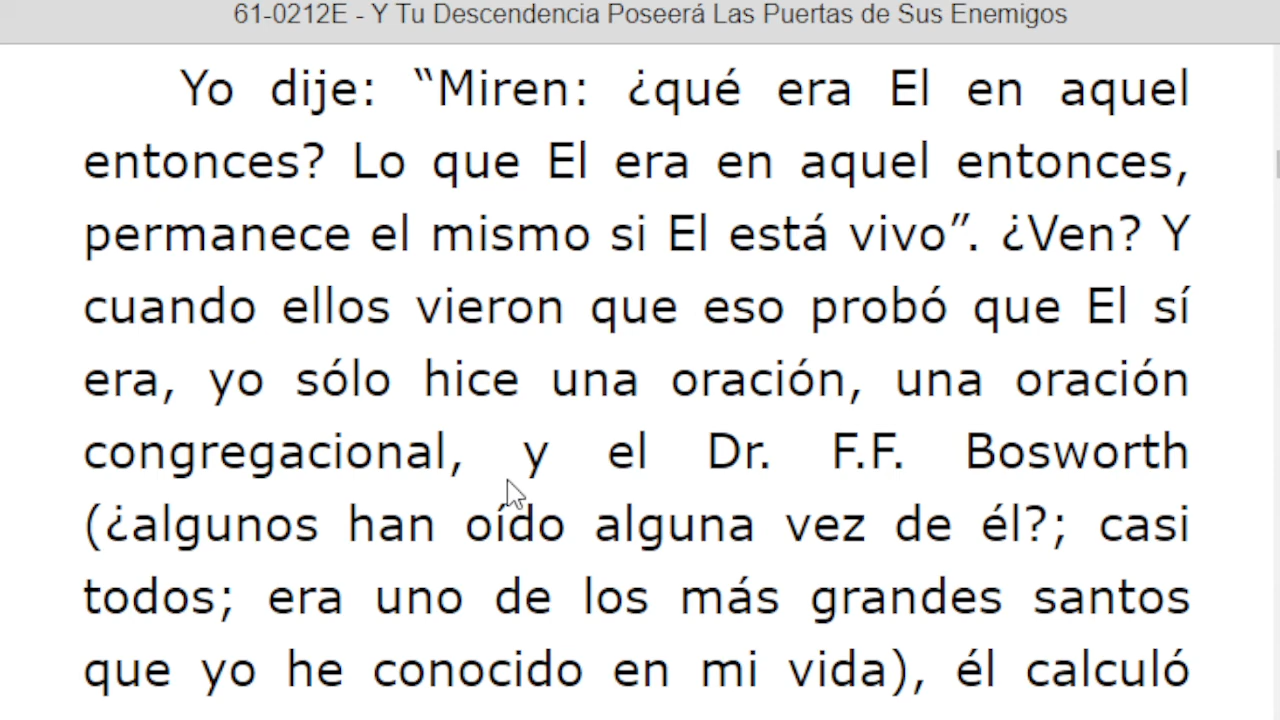 61-0212E - Y Tu Descendencia Poseerá Las Puertas de Sus Enemigos
Yo dije: “Miren: ¿qué era El en aquel
entonces? Lo que El era en aquel entonces,
permanece el mismo si El está vivo”. ¿Ven? Y
cuando ellos vieron que eso probó que El sí
era, yo sólo hice una oración, una oración
congregacional, y el Dr. F.F. Bosworth
(¿algunos han oído alguna vez de él?; casi
todos; era uno de los más grandes santos
que yo he conocido en mi vida), él calculó